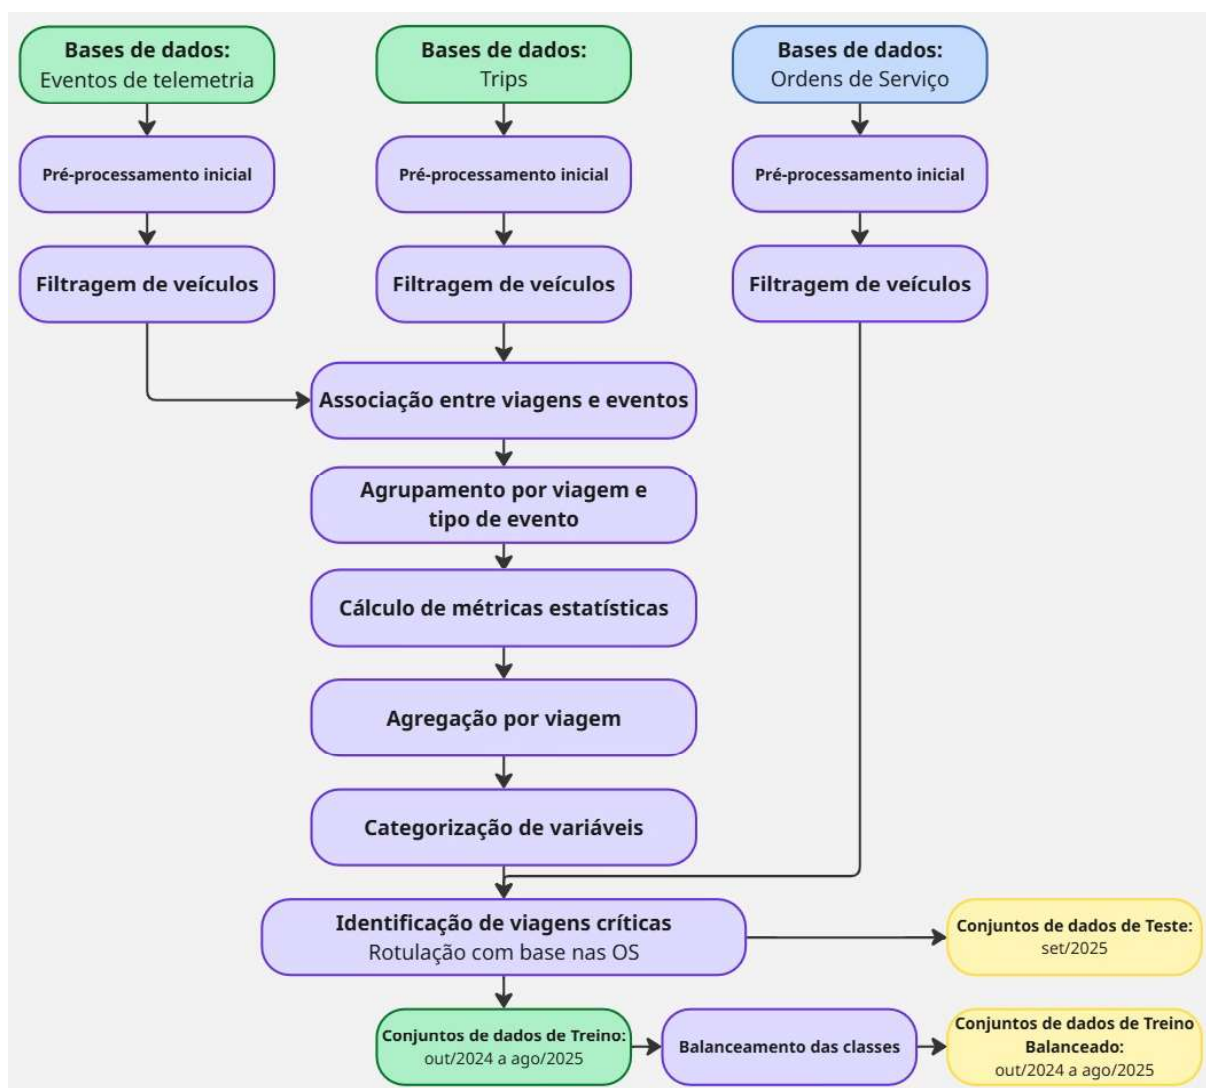 Bases de dados:
Eventos de telemetria
Bases de dados:
Trips
Bases de dados:
Ordens de Serviço
Pré-processamento inicial
Pré-processamento inicial
Pré-processamento inicial
Filtragem de veículos
Filtragem de veículos
Filtragem de veículos
Associação entre viagens e eventos
Agrupamento por viagem e
tipo de evento
Cálculo de métricas estatísticas
Agregação por viagem
Categorização de variáveis
Identificação de viagens críticas
Rotulação com base nas OS
Conjuntos de dados de Teste:
set/2025
Conjuntos de dados de Treino:
out/2024 a ago/2025
Balanceamento das classes
Conjuntos de dados de Treino
Balanceado:
out/2024 a ago/2025